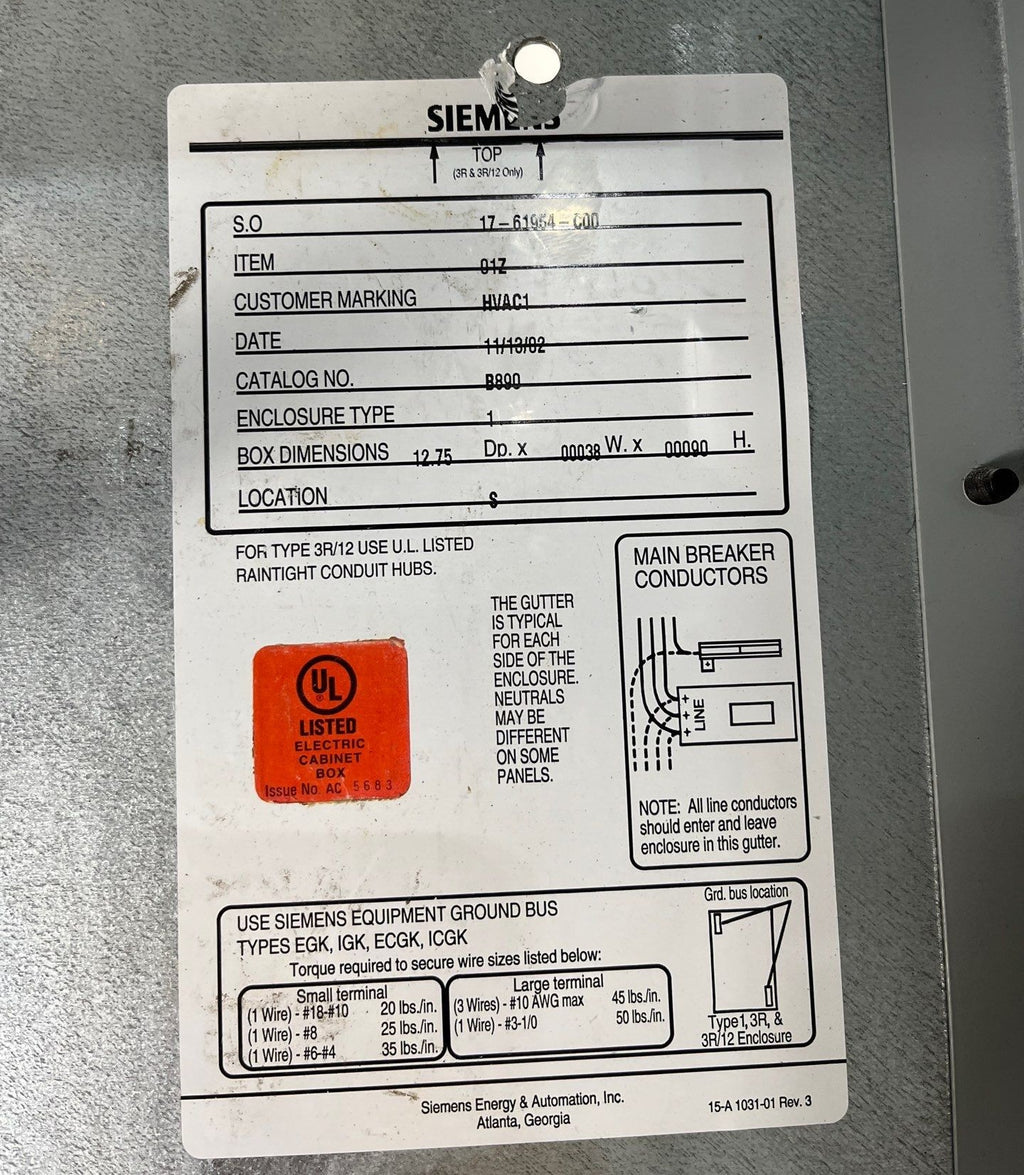 SIEMENS
TOP
(3R & 3R/12 Only)
S.O 17-61954-C00
ITEM 01Z
CUSTOMER MARKING HVAC1
DATE 11/13/02
CATALOG NO. B890
ENCLOSURE TYPE 1
BOX DIMENSIONS 12.75 Dp. x 00038 W. x 00090 H.
LOCATION S
FOR TYPE 3R/12 USE U.L. LISTED
RAINTIGHT CONDUIT HUBS.
UL
®
LISTED
ELECTRIC
CABINET
BOX
Issue No. AC 5683
THE GUTTER
IS TYPICAL
FOR EACH
SIDE OF THE
ENCLOSURE.
NEUTRALS
MAY BE
DIFFERENT
ON SOME
PANELS.
MAIN BREAKER
CONDUCTORS
LINE
NOTE: All line conductors
should enter and leave
enclosure in this gutter.
USE SIEMENS EQUIPMENT GROUND BUS
TYPES EGK, IGK, ECGK, ICGK
Torque required to secure wire sizes listed below:
Small terminal
(1 Wire) - #18-#10 20 lbs./in.
(1 Wire) - #8 25 lbs./in.
(1 Wire) - #6-#4 35 lbs./in.
Large terminal
(3 Wires) - #10 AWG max 45 lbs./in.
(1 Wire) - #3-1/0 50 lbs./in.
Grd. bus location
Type1, 3R, &
3R/12 Enclosure
Siemens Energy & Automation, Inc.
Atlanta, Georgia
15-A 1031-01 Rev. 3